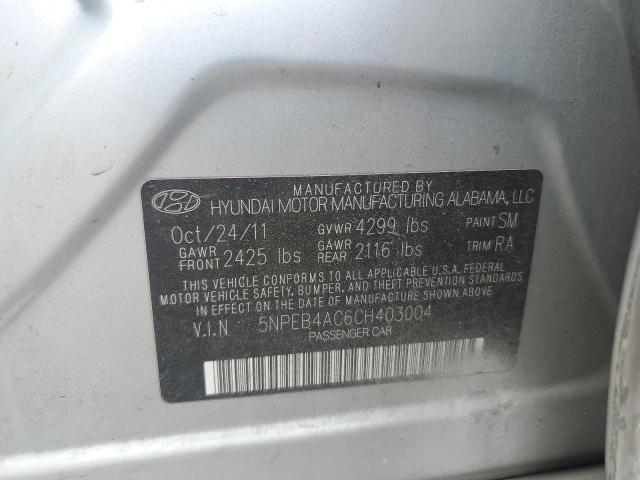 MANUFACTURED BY
HYUNDAI MOTOR MANUFACTURING ALABAMA, LLC
Oct/24/11 GVWR 4299 lbs PAINT SM
GAWR FRONT 2425 lbs GAWR REAR 2116 lbs TRIM RA
THIS VEHICLE CONFORMS TO ALL APPLICABLE U.S.A. FEDERAL
MOTOR VEHICLE SAFETY, BUMPER, AND THEFT PREVENTION STANDARDS
IN EFFECT ON THE DATE OF MANUFACTURE SHOWN ABOVE.
V.I.N 5NPEB4AC6CH403004
PASSENGER CAR